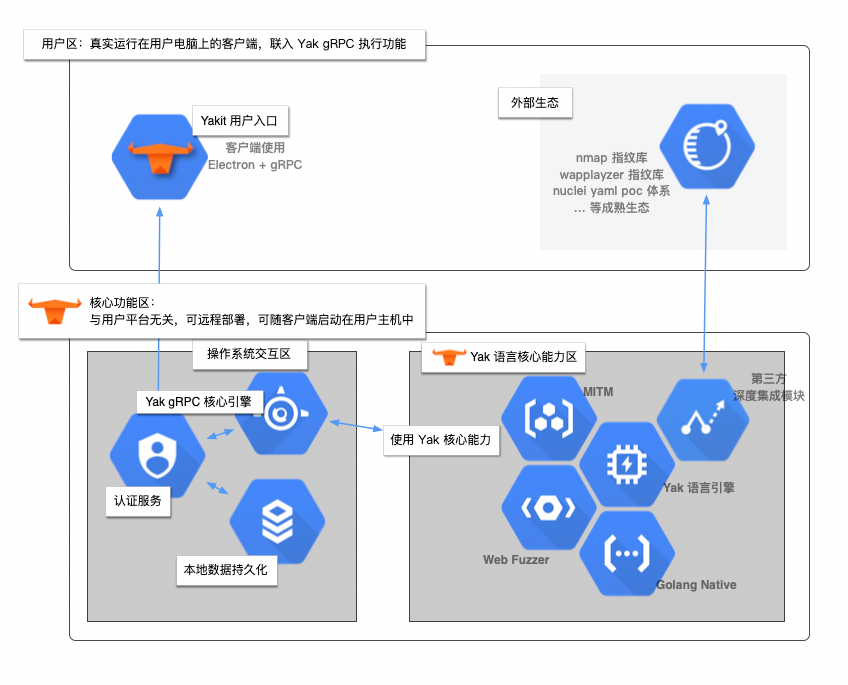 用户区：真实运行在用户电脑上的客户端，联入 Yak gRPC 执行功能
Yakit 用户入口
客户端使用
Electron + gRPC
外部生态
nmap 指纹库
wapplayzer 指纹库
nuclei yaml poc 体系
... 等成熟生态
核心功能区：
与用户平台无关，可远程部署，可随客户端启动在用户主机中
操作系统交互区
Yak gRPC 核心引擎
认证服务
本地数据持久化
使用 Yak 核心能力
Yak 语言核心能力区
MITM
第三方
深度集成模块
Yak 语言引擎
Web Fuzzer
Golang Native